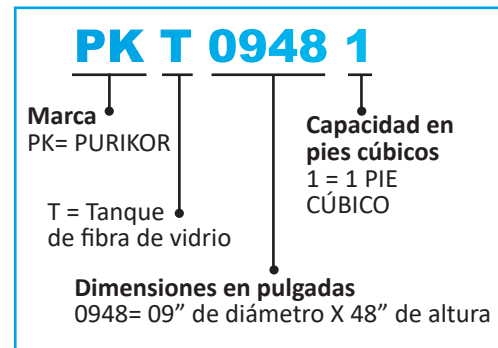 PK T 0948 1
Marca
PK= PURIKOR
Capacidad en
pies cúbicos
1 = 1 PIE
CÚBICO
T = Tanque
de fibra de vidrio
Dimensiones en pulgadas
0948= 09” de diámetro X 48” de altura